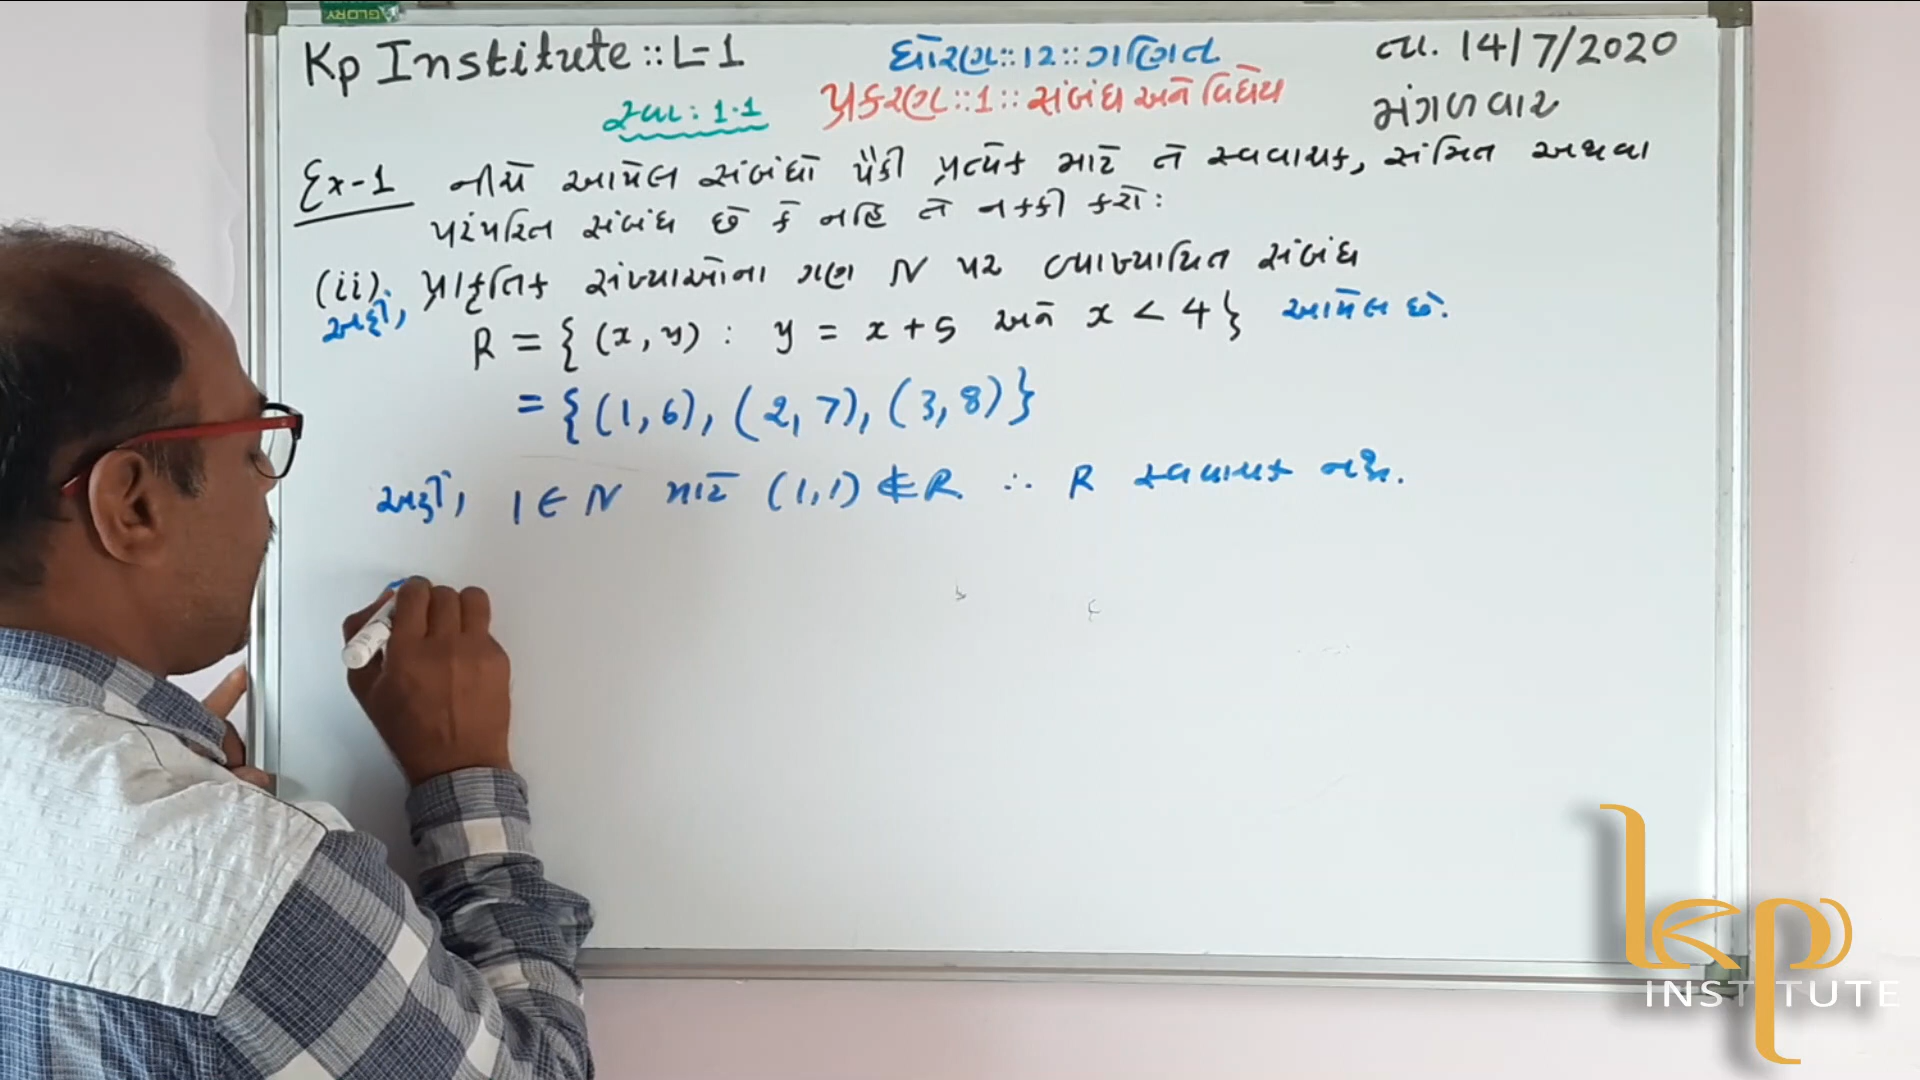 GLORY
Kp Institute :: L-1
ધોરણ :: 12 :: ગણિત
તા. 14/7/2020
સ્વા : 1.1
પ્રકરણ :: 1 :: સંબંધ અને વિધેય
મંગળવાર
Ex-1 નીચે આપેલ સંબંધો પૈકી પ્રત્યેક માટે તે સ્વવાચક, સંમિત અથવા
પરંપરિત સંબંધ છે કે નહિ તે નક્કી કરો :
(ii). પ્રાકૃતિક સંખ્યાઓના ગણ N પર વ્યાખ્યાયિત સંબંધ
અહીં,
R = {(x, y) : y = x + 5 અને x < 4} આપેલ છે.
= {(1, 6), (2, 7), (3, 8)}
અહીં, 1 ∈ N માટે (1, 1) ∉ R ∴ R સ્વવાચક નથી.
kp
INSTITUTE